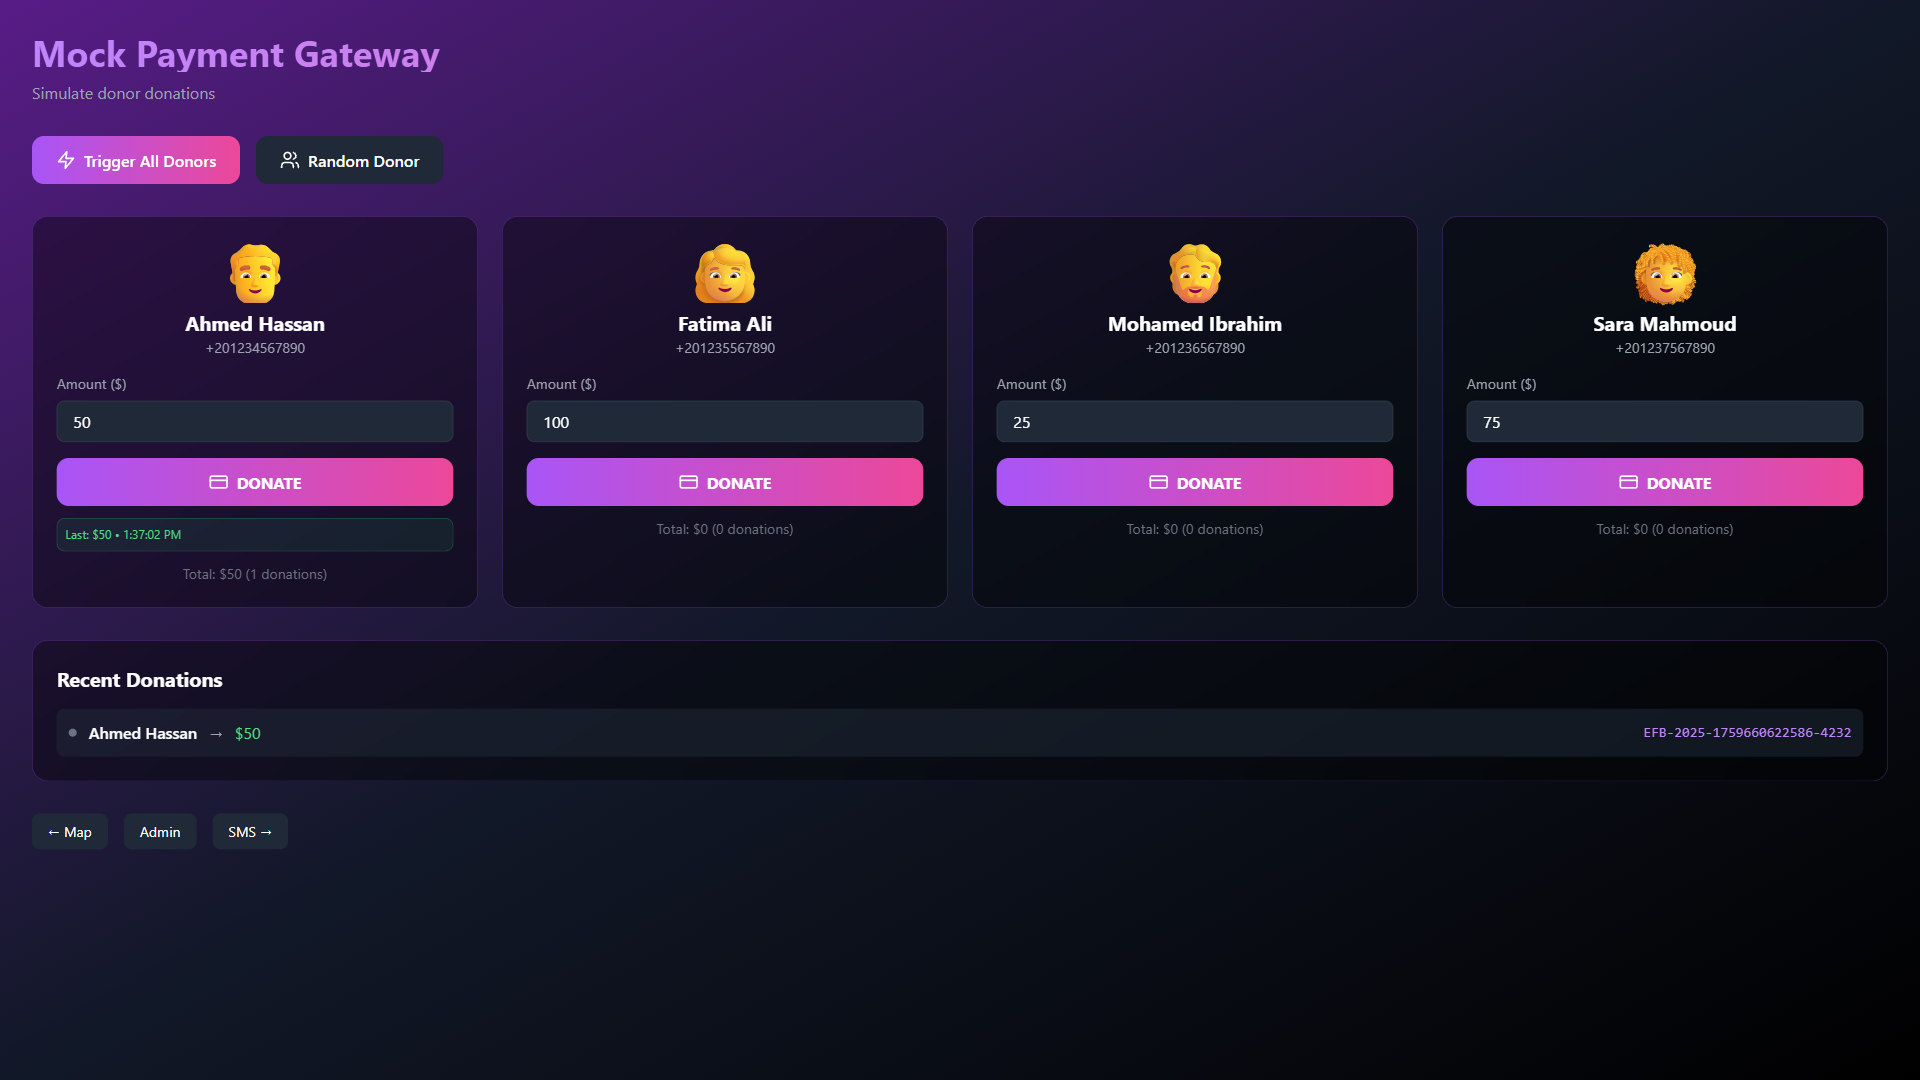 Mock Payment Gateway
Simulate donor donations
Trigger All Donors
Random Donor
Ahmed Hassan
+201234567890
Amount ($)
50
DONATE
Last: $50 • 1:37:02 PM
Total: $50 (1 donations)
Fatima Ali
+201235567890
Amount ($)
100
DONATE
Total: $0 (0 donations)
Mohamed Ibrahim
+201236567890
Amount ($)
25
DONATE
Total: $0 (0 donations)
Sara Mahmoud
+201237567890
Amount ($)
75
DONATE
Total: $0 (0 donations)
Recent Donations
Ahmed Hassan → $50
EFB-2025-1759660622586-4232
← Map
Admin
SMS →